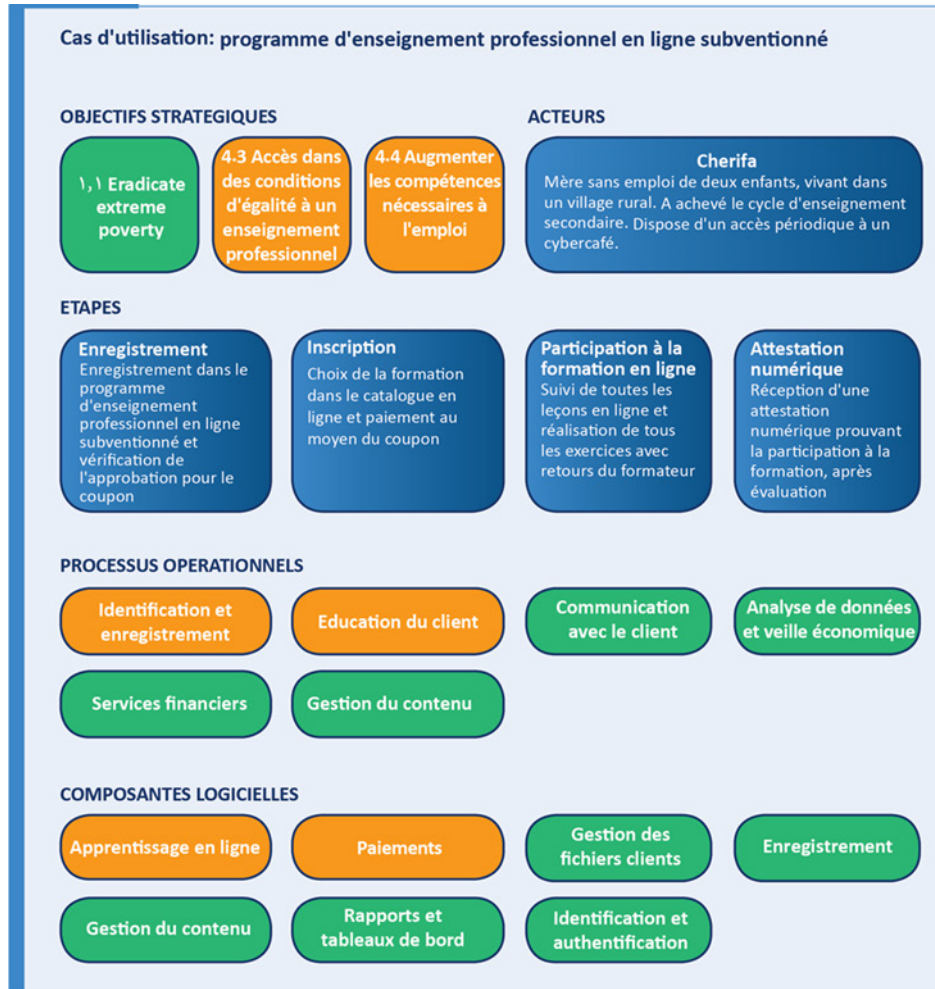 Cas d'utilisation: programme d'enseignement professionnel en ligne subventionné
OBJECTIFS STRATEGIQUES
١,١ Eradicate
extreme
poverty
4.3 Accès dans
des conditions
d'égalité à un
enseignement
professionnel
4.4 Augmenter
les compétences
nécessaires à
l'emploi
ACTEURS
Cherifa
Mère sans emploi de deux enfants, vivant dans
un village rural. A achevé le cycle d'enseignement
secondaire. Dispose d'un accès périodique à un
cybercafé.
ETAPES
Enregistrement
Enregistrement dans le
programme
d'enseignement
professionnel en ligne
subventionné et
vérification de
l'approbation pour le
coupon
Inscription
Choix de la formation
dans le catalogue en
ligne et paiement au
moyen du coupon
Participation à la
formation en ligne
Suivi de toutes les
leçons en ligne et
réalisation de tous
les exercices avec
retours du formateur
Attestation
numérique
Réception d'une
attestation
numérique prouvant
la participation à la
formation, après
évaluation
PROCESSUS OPERATIONNELS
Identification et
enregistrement
Education du client
Communication
avec le client
Analyse de données
et veille économique
Services financiers
Gestion du contenu
COMPOSANTES LOGICIELLES
Apprentissage en ligne
Paiements
Gestion des
fichiers clients
Enregistrement
Gestion du contenu
Rapports et
tableaux de bord
Identification et
authentification